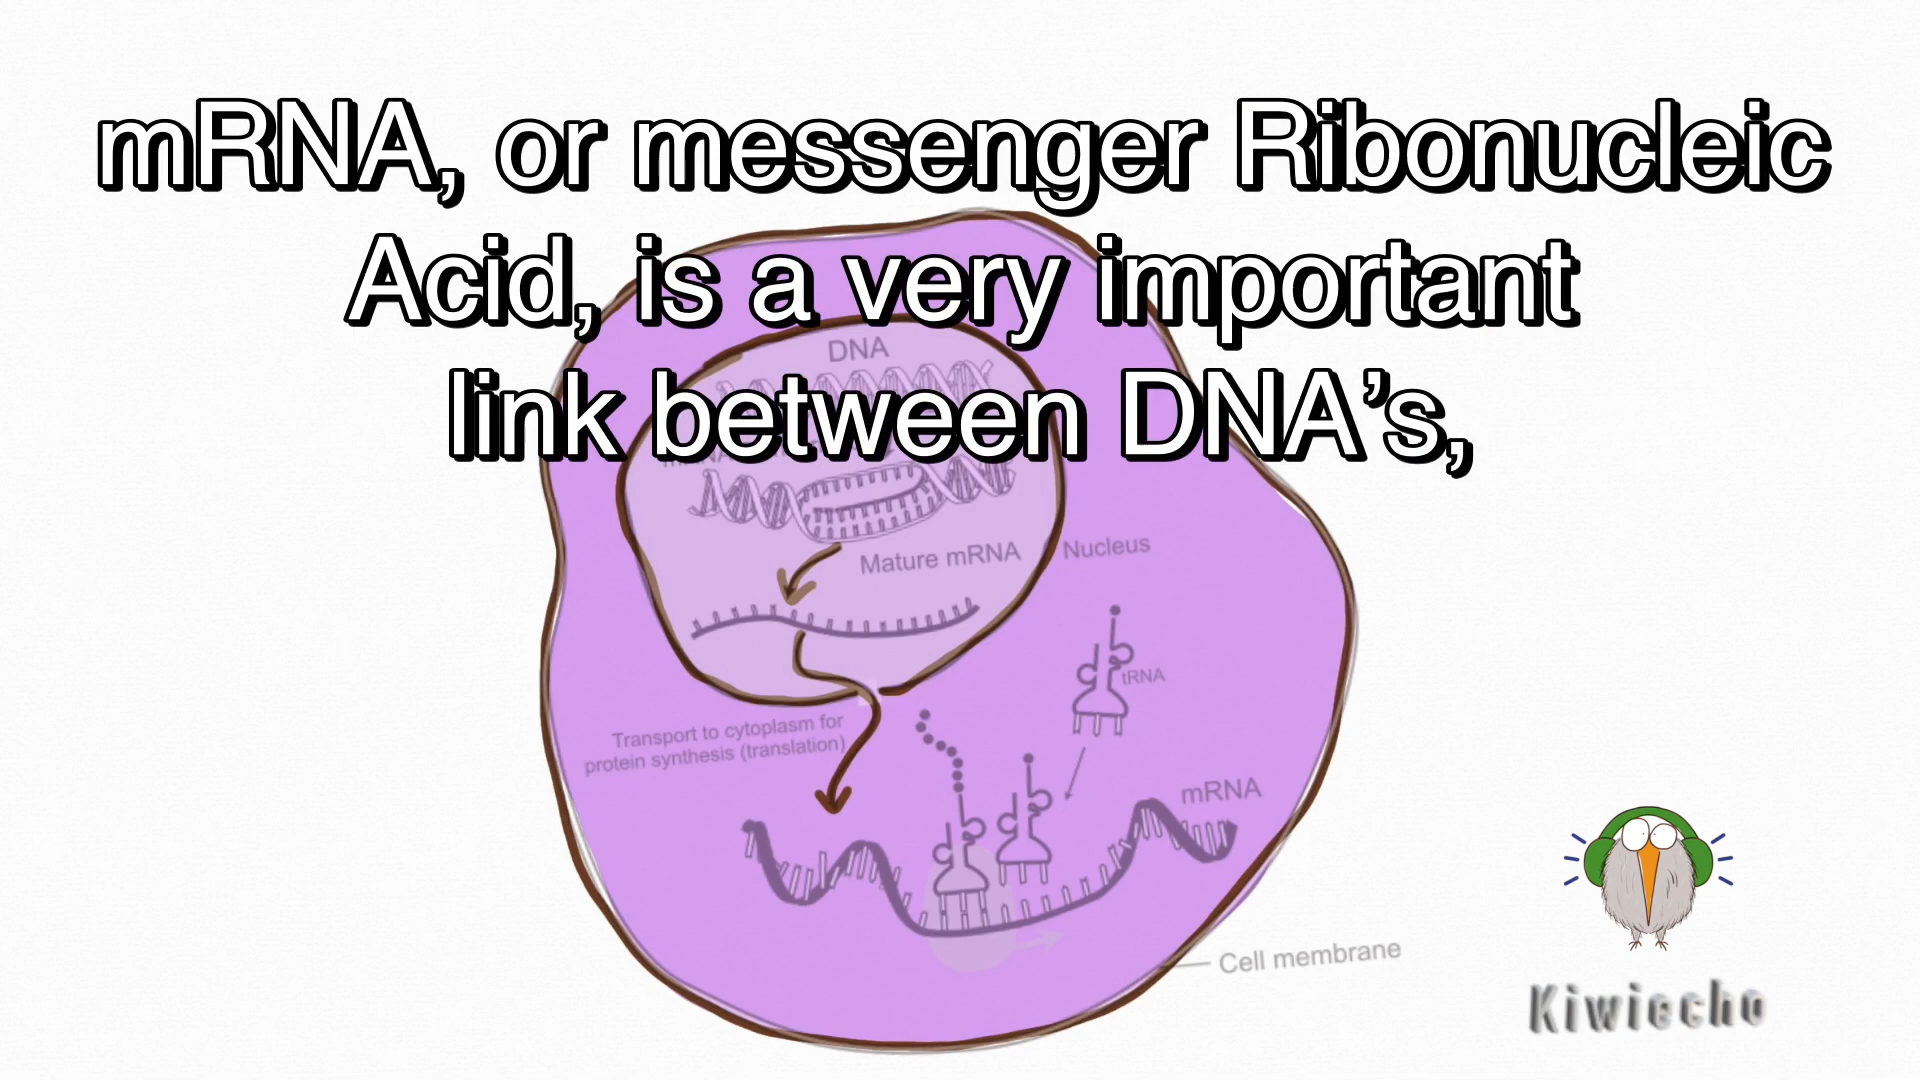 mRNA, or messenger Ribonucleic
Acid, is a very important
link between DNA’s,
DNA
Mature mRNA
Nucleus
tRNA
Transport to cytoplasm for
protein synthesis (translation)
mRNA
Cell membrane
Kiwiecho